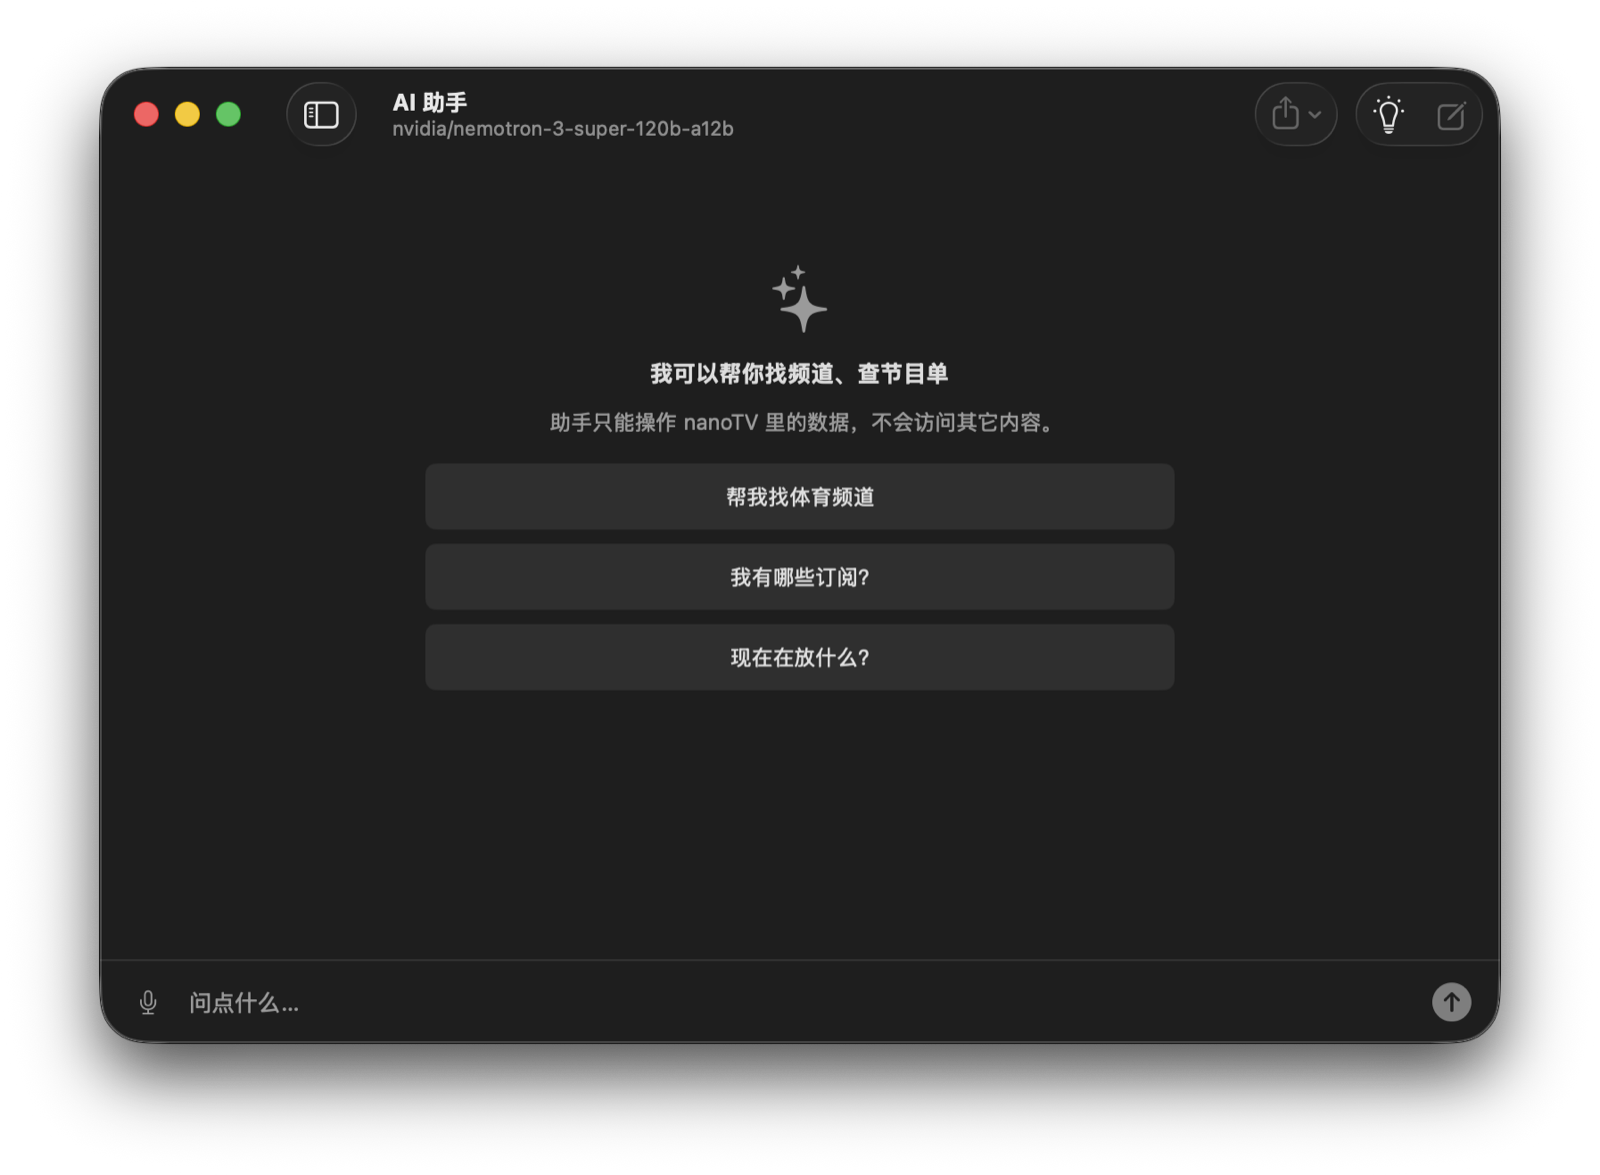 AI 助手
nvidia/nemotron-3-super-120b-a12b
我可以帮你找频道、查节目单
助手只能操作 nanoTV 里的数据，不会访问其它内容。
帮我找体育频道
我有哪些订阅?
现在在放什么?
问点什么...